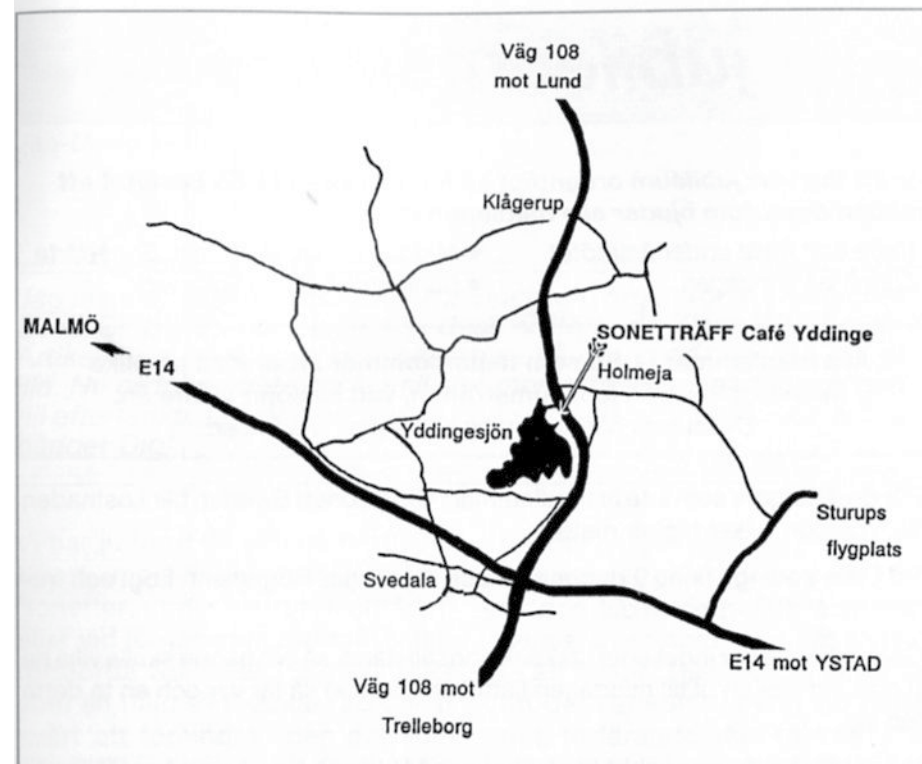 Väg 108
mot Lund
Klågerup
MALMÖ
SONETTRÄFF Café Yddinge
Holmeja
E14
Yddingesjön
Sturups
flygplats
Svedala
E14 mot YSTAD
Väg 108 mot
Trelleborg